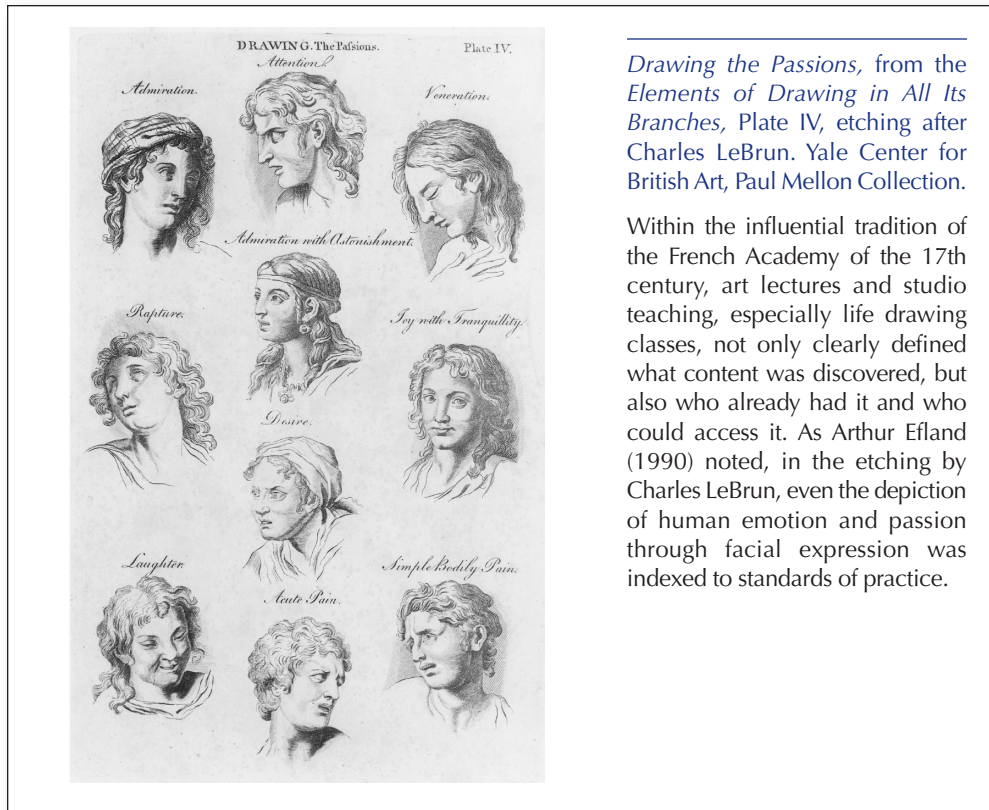 DRAWING. The Paſsions.
Plate IV.
Attention.
Admiration.
Veneration.
Admiration with Astonishment.
Rapture.
Joy with Tranquillity.
Desire.
Laughter.
Simple Bodily Pain.
Acute Pain.
Drawing the Passions, from the
Elements of Drawing in All Its
Branches, Plate IV, etching after
Charles LeBrun. Yale Center for
British Art, Paul Mellon Collection.
Within the influential tradition of
the French Academy of the 17th
century, art lectures and studio
teaching, especially life drawing
classes, not only clearly defined
what content was discovered, but
also who already had it and who
could access it. As Arthur Efland
(1990) noted, in the etching by
Charles LeBrun, even the depiction
of human emotion and passion
through facial expression was
indexed to standards of practice.